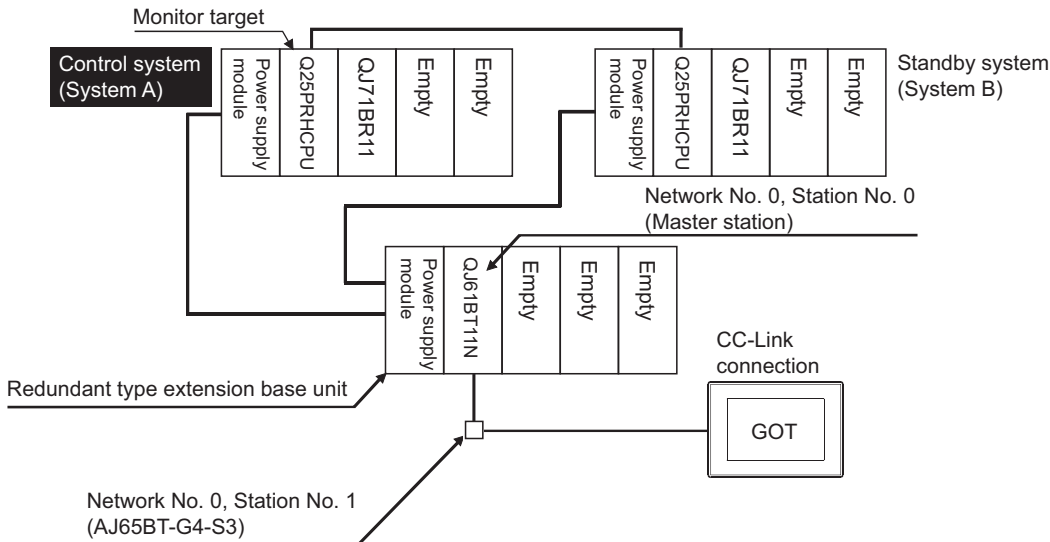 Monitor target
Control system
(System A)
Power supply
module
Q25PRHCPU
QJ71BR11
Empty
Empty
Power supply
module
Q25PRHCPU
QJ71BR11
Empty
Empty
Standby system
(System B)
Network No. 0, Station No. 0
(Master station)
Power supply
module
QJ61BT11N
Empty
Empty
Empty
CC-Link
connection
Redundant type extension base unit
GOT
Network No. 0, Station No. 1
(AJ65BT-G4-S3)